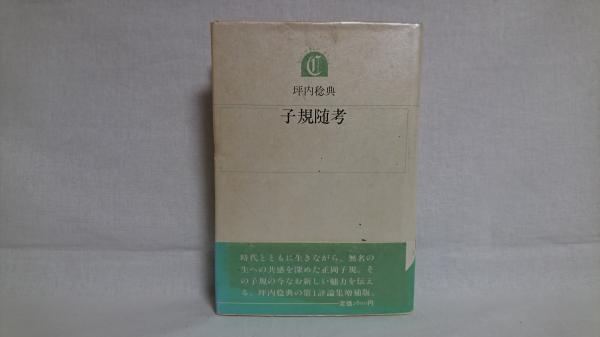 C
坪内稔典
子規随考
時代とともに生きながら、無名の
生への共感を深めた正岡子規。そ
の子規の今なお新しい魅力を伝え
る、坪内稔典の第1評論集増補版。